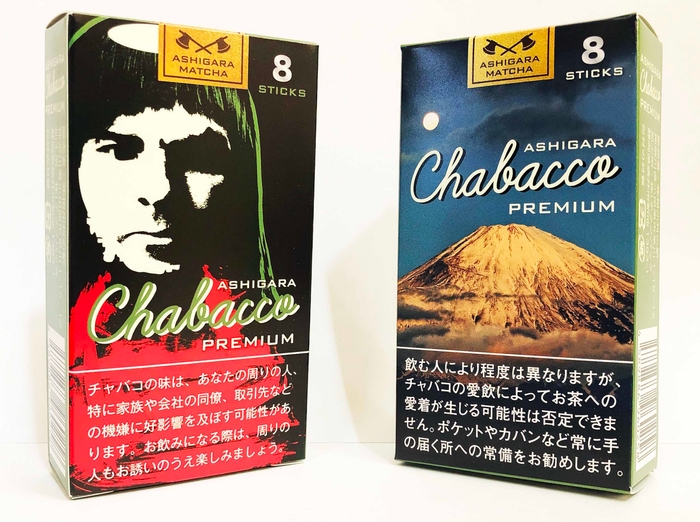 ASHIGARA
MATCHA
8
STICKS
ASHIGARA
Chabacco
PREMIUM
チャバコの味は、あなたの周りの人、
特に家族や会社の同僚、取引先など
の機嫌に好影響を及ぼす可能性があ
ります。お飲みになる際は、周りの
人もお誘いのうえ楽しみましょう。
ASHIGARA
MATCHA
8
STICKS
ASHIGARA
Chabacco
PREMIUM
飲む人により程度は異なりますが、
チャバコの愛飲によってお茶への
愛着が生じる可能性は否定できま
せん。ポケットやカバンなど常に手
の届く所への常備をお勧めします。